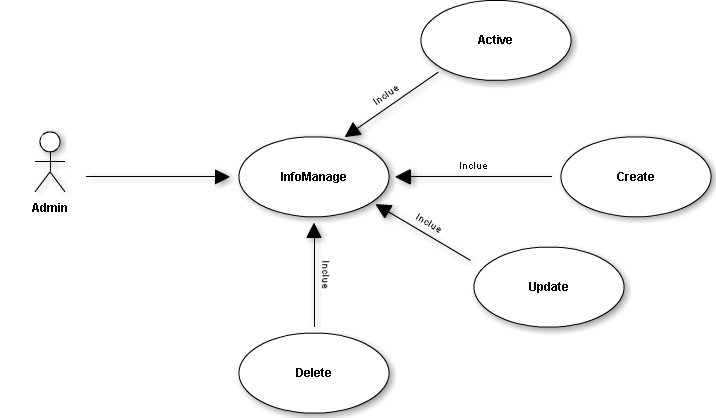 Active
Inclue
Admin
InfoManage
Inclue
Create
Inclue
Update
Inclue
Delete